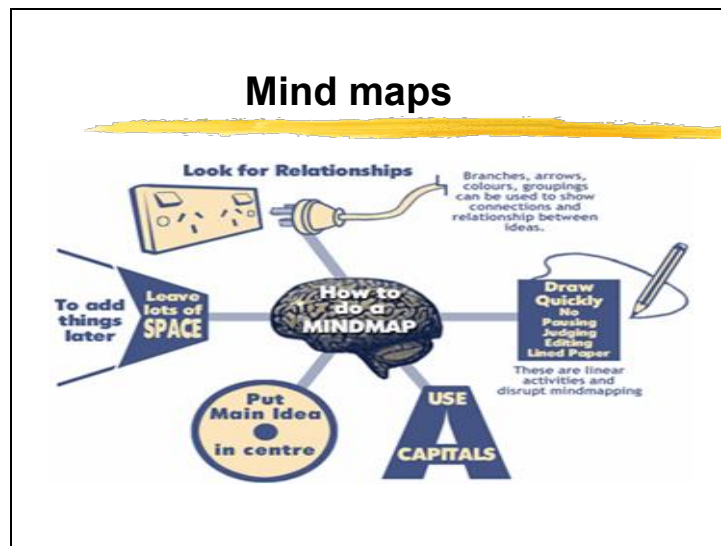 Mind maps
Look for Relationships
Branches, arrows,
colours, groupings
can be used to show
connections and
relationship between
ideas.
To add
things
later
Leave
lots of
SPACE
How to
do a
MINDMAP
Draw
Quickly
No
Pausing
Judging
Editing
Lined Paper
These are linear
activities and
disrupt mindmapping
Put
Main Idea
in centre
USE
CAPITALS